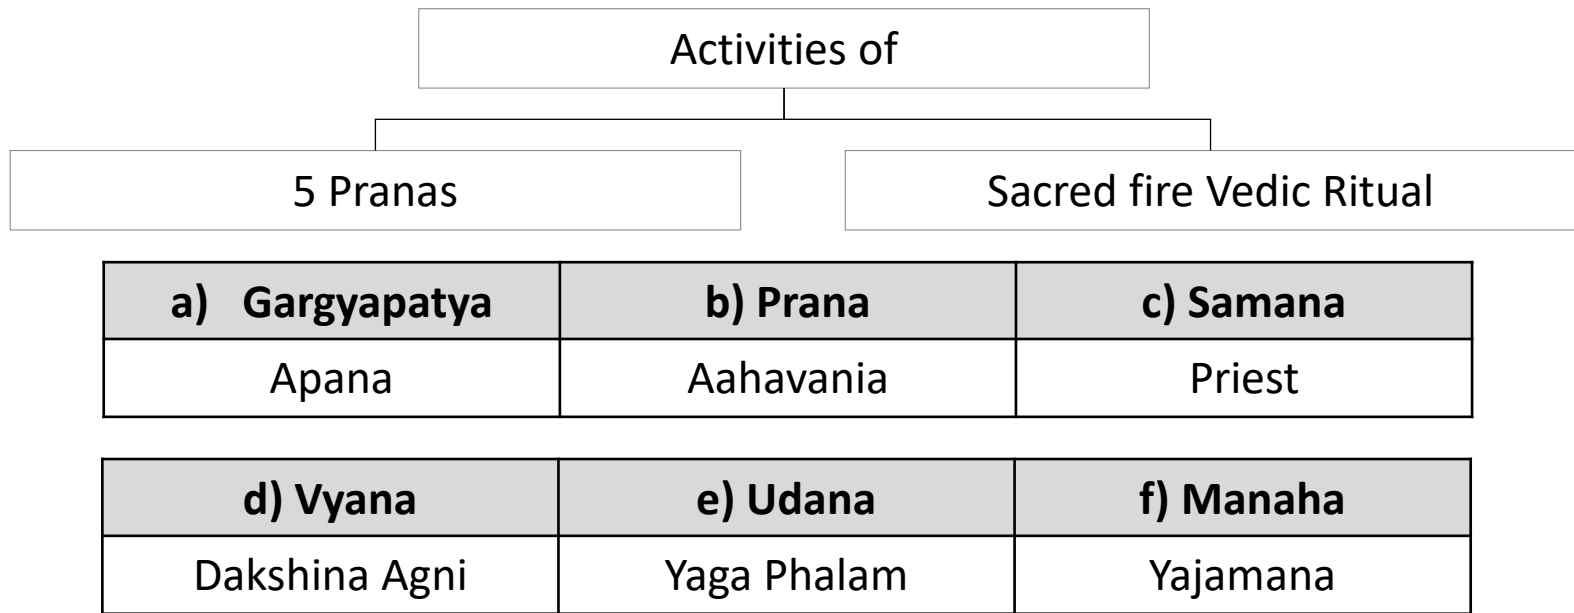 Activities of
5 Pranas
Sacred fire Vedic Ritual
a) Gargyapatya b) Prana c) Samana
Apana Aahavania Priest
d) Vyana e) Udana f) Manaha
Dakshina Agni Yaga Phalam Yajamana